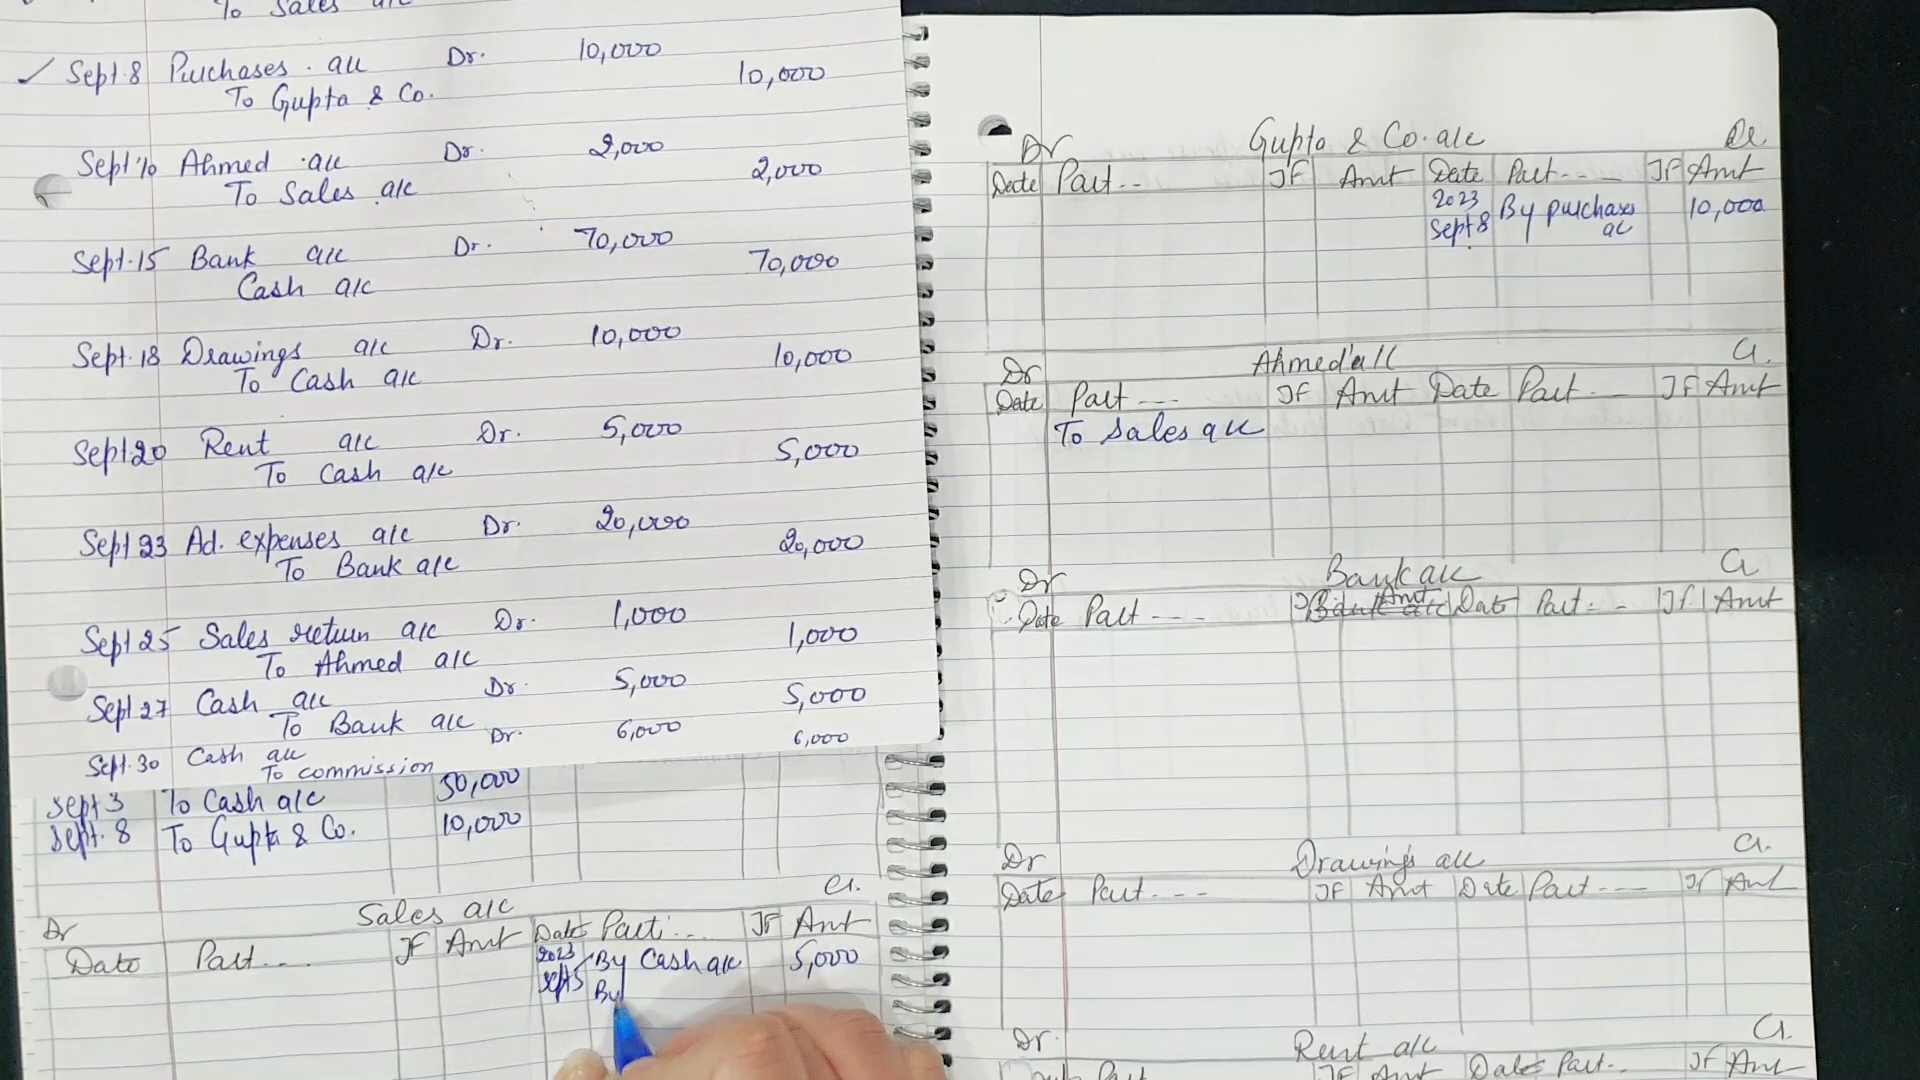 To Sales a/c
Sept. 8 Purchases a/c Dr. 10,000
To Gupta & Co. 10,000
Sept 10 Ahmed a/c Dr. 2,000
To Sales a/c 2,000
Sept. 15 Bank a/c Dr. 70,000
Cash a/c 70,000
Sept. 18 Drawings a/c Dr. 10,000
To Cash a/c 10,000
Sept 20 Rent a/c Dr. 5,000
To Cash a/c 5,000
Sept 23 Ad. expenses a/c Dr. 20,000
To Bank a/c 20,000
Sept 25 Sales return a/c Dr. 1,000
To Ahmed a/c 1,000
Sept 27 Cash a/c Dr. 5,000
To Bank a/c 5,000
Sept. 30 Cash a/c Dr. 6,000
To commission 6,000
Sept 3 To Cash a/c 50,000
Sept. 8 To Gupta & Co. 10,000
Dr Sales a/c Cr.
Date Part.... JF Amt Date Parti... JF Amt
2023
Sept 5 By Cash a/c 5,000
By
Dr Gupta & Co. a/c Cr.
Date Part.. JF Amt Date Part.... JF Amt
2023
Sept 8 By purchases a/c 10,000
Dr Ahmed a/c Cr.
Date Part --- JF Amt Date Part --- JF Amt
To Sales a/c
Dr Bank a/c Cr
Date Part ---- Amt Date Part.-- JF Amt
Dr Drawings a/c Cr.
Date Part --- JF Amt Date Part --- JF Amt
Dr. Rent a/c Cr.
Date Part JF Amt Date Part.. JF Amt